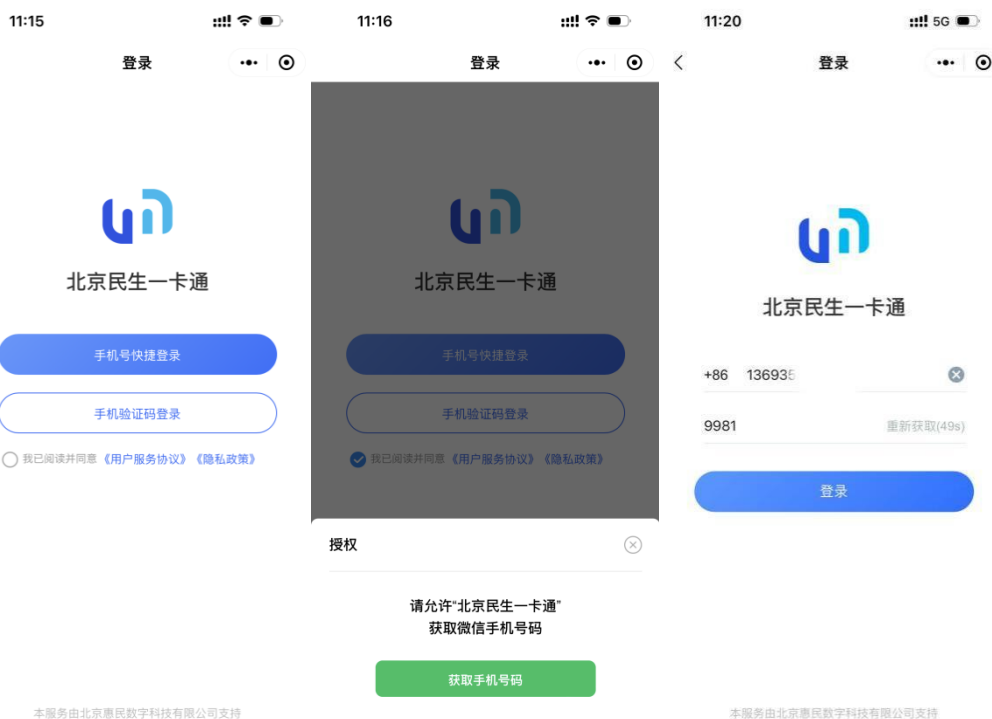 11:15
登录
北京民生一卡通
手机号快捷登录
手机验证码登录
我已阅读并同意《用户服务协议》《隐私政策》
本服务由北京惠民数字科技有限公司支持
11:16
登录
北京民生一卡通
手机号快捷登录
手机验证码登录
我已阅读并同意《用户服务协议》《隐私政策》
授权
请允许“北京民生一卡通”
获取微信手机号码
获取手机号码
11:20 5G
登录
北京民生一卡通
+86 136935
9981 重新获取(49s)
登录
本服务由北京惠民数字科技有限公司支持